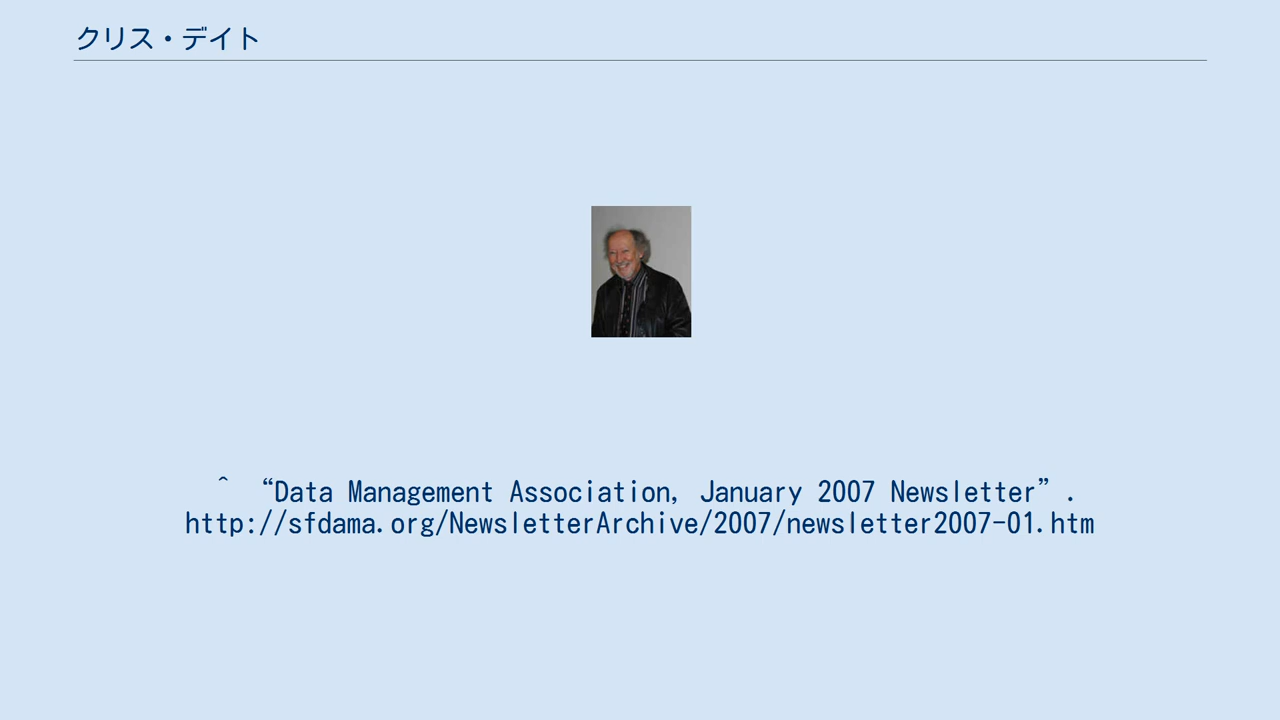 クリス・デイト
^ “Data Management Association, January 2007 Newsletter”.
http://sfdama.org/NewsletterArchive/2007/newsletter2007-01.htm